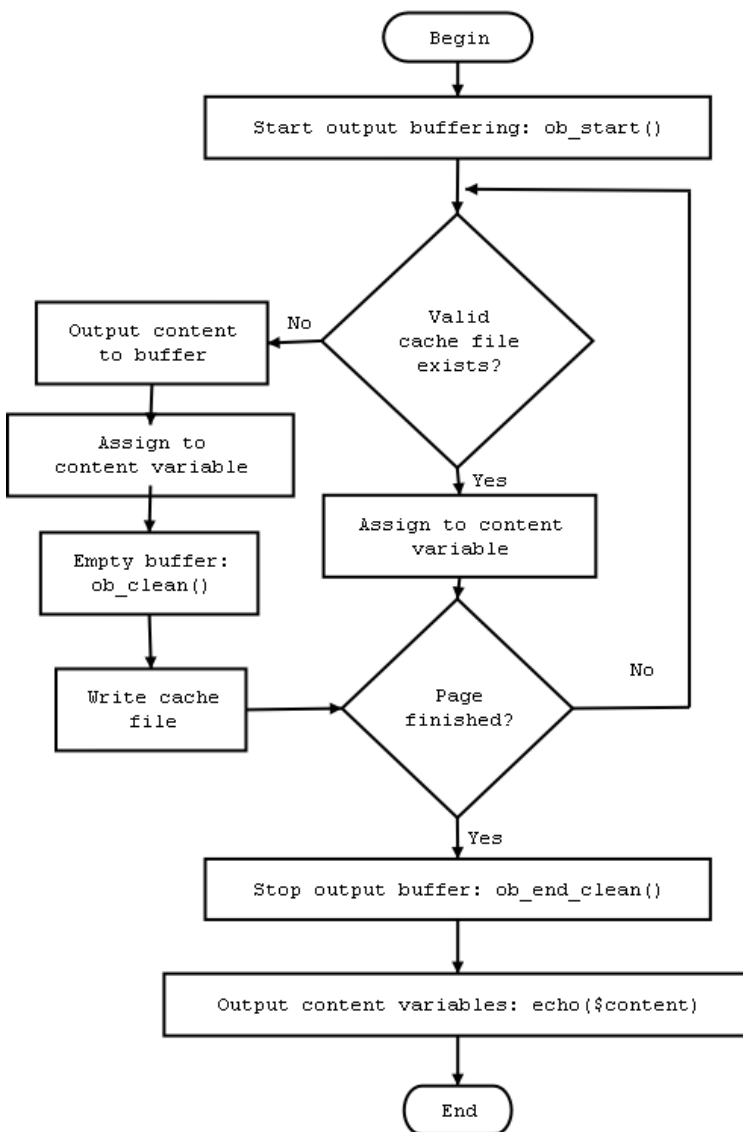 Begin
Start output buffering: ob_start()
Valid
cache file
exists?
No
Output content
to buffer
Assign to
content variable
Empty buffer:
ob_clean()
Write cache
file
Yes
Assign to content
variable
Page
finished?
No
Yes
Stop output buffer: ob_end_clean()
Output content variables: echo($content)
End